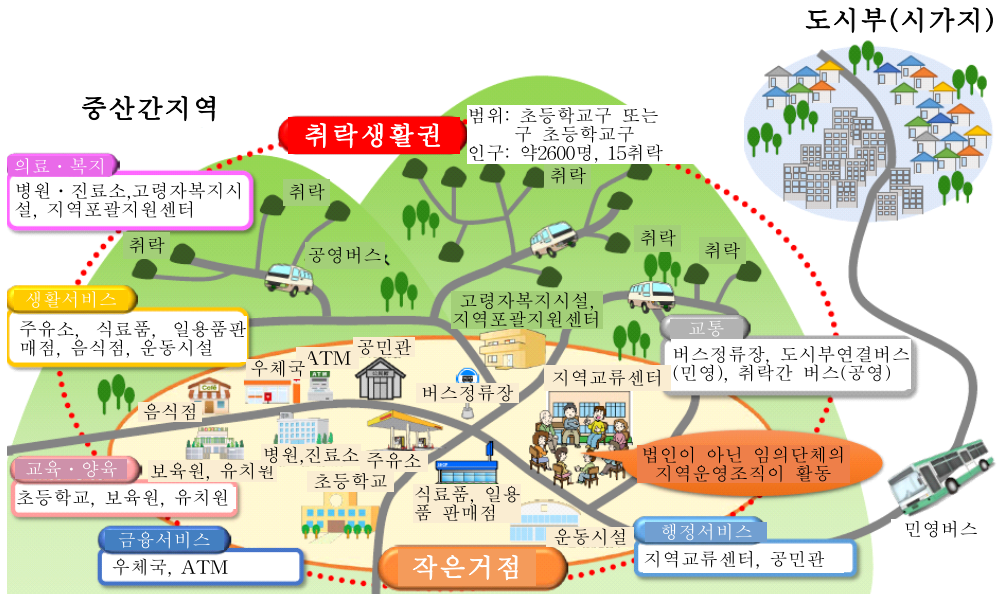 도시부(시가지)
중산간지역
취락생활권
범위: 초등학교구 또는
구 초등학교구
인구: 약2600명, 15취락
의료·복지
병원·진료소,고령자복지시
설, 지역포괄지원센터
취락
취락
취락
취락
취락
공영버스
생활서비스
주유소, 식료품, 일용품판
매점, 음식점, 운동시설
고령자복지시설,
지역포괄지원센터
교통
버스정류장, 도시부연결버스
(민영), 취락간 버스(공영)
우체국
ATM
공민관
ATM
버스정류장
지역교류센터
음식점
Cafe
병원,진료소
주유소
보육원, 유치원
초등학교
식료품, 일용
품 판매점
운동시설
법인이 아닌 임의단체의
지역운영조직이 활동
교육·양육
초등학교, 보육원, 유치원
금융서비스
우체국, ATM
작은거점
행정서비스
지역교류센터, 공민관
민영버스